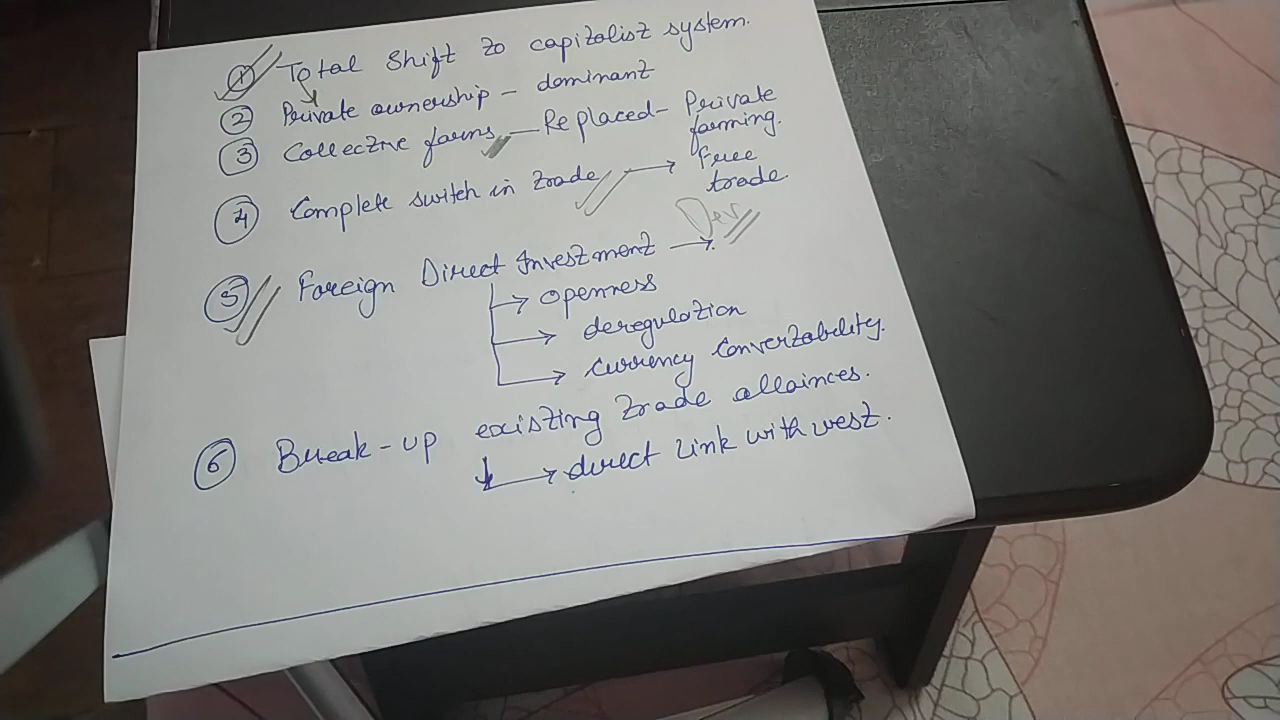 ① Total Shift to capitalist system.
② Private ownership - dominant
③ Collective farms - Replaced - Private farming.
④ Complete switch in trade → Free trade.
⑤ Foreign Direct Investment → Dev
→ openness
→ deregulation
→ currency Convertability.
⑥ Break-up existing trade allainces.
→ direct link with west.